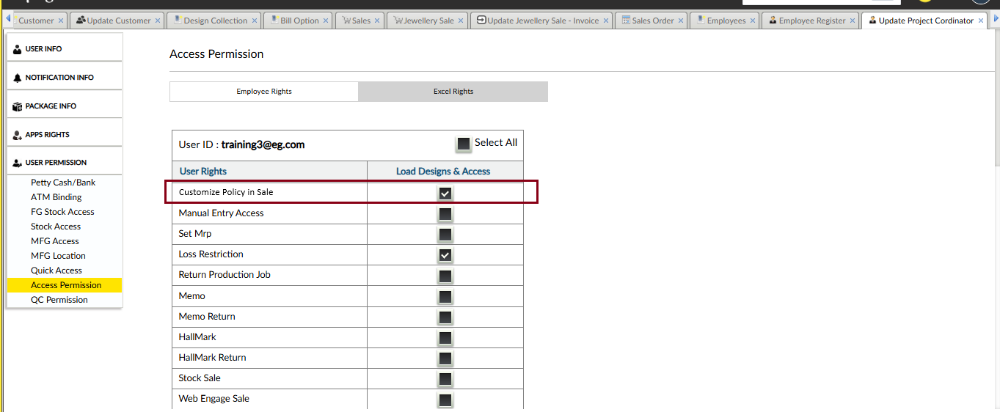 Customer
Update Customer
Design Collection
Bill Option
Sales
Jewellery Sale
Update Jewellery Sale - Invoice
Sales Order
Employees
Employee Register
Update Project Cordinator
USER INFO
NOTIFICATION INFO
PACKAGE INFO
APPS RIGHTS
USER PERMISSION
Petty Cash/Bank
ATM Binding
FG Stock Access
Stock Access
MFG Access
MFG Location
Quick Access
Access Permission
QC Permission
Access Permission
Employee Rights
Excel Rights
User ID : training3@eg.com
Select All
User Rights
Load Designs & Access
Customize Policy in Sale
Manual Entry Access
Set Mrp
Loss Restriction
Return Production Job
Memo
Memo Return
HallMark
HallMark Return
Stock Sale
Web Engage Sale